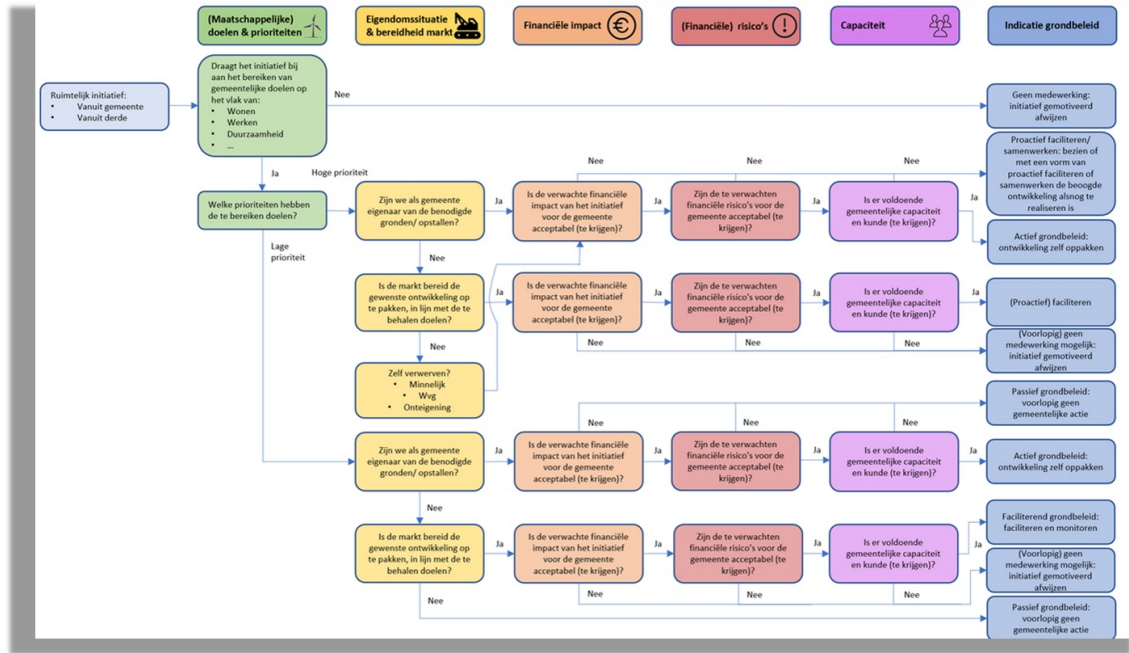 (Maatschappelijke)
doelen & prioriteiten
Eigendomssituatie
& bereidheid markt
Financiële impact
(Financiële) risico's
Capaciteit
Indicatie grondbeleid
Ruimtelijk initiatief:
• Vanuit gemeente
• Vanuit derde
Draagt het initiatief bij
aan het bereiken van
gemeentelijke doelen op
het vlak van:
• Wonen
• Werken
• Duurzaamheid
• ...
Nee
Geen medewerking:
initiatief gemotiveerd
afwijzen
Ja
Hoge prioriteit
Welke prioriteiten hebben
de te bereiken doelen?
Lage
prioriteit
Zijn we als gemeente
eigenaar van de benodigde
gronden/ opstallen?
Ja
Is de verwachte financiële
impact van het initiatief
voor de gemeente
acceptabel (te krijgen)?
Ja
Zijn de te verwachten
financiële risico's voor de
gemeente acceptabel (te
krijgen)?
Ja
Is er voldoende
gemeentelijke capaciteit
en kunde (te krijgen)?
Ja
Nee
Nee
Nee
Proactief faciliteren/
samenwerken: bezien of
met een vorm van
proactief faciliteren of
samenwerken de beoogde
ontwikkeling alsnog te
realiseren is
Actief grondbeleid:
ontwikkeling zelf oppakken
Nee
Is de markt bereid de
gewenste ontwikkeling op
te pakken, in lijn met de te
behalen doelen?
Ja
Is de verwachte financiële
impact van het initiatief
voor de gemeente
acceptabel (te krijgen)?
Ja
Zijn de te verwachten
financiële risico's voor de
gemeente acceptabel (te
krijgen)?
Ja
Is er voldoende
gemeentelijke capaciteit
en kunde (te krijgen)?
Ja
(Proactief) faciliteren
Nee
Nee
Nee
Nee
(Voorlopig) geen
medewerking mogelijk:
initiatief gemotiveerd
afwijzen
Zelf verwerven?
• Minnelijk
• Wvg
• Onteigening
Passief grondbeleid:
voorlopig geen
gemeentelijke actie
Nee
Nee
Nee
Zijn we als gemeente
eigenaar van de benodigde
gronden/ opstallen?
Ja
Is de verwachte financiële
impact van het initiatief
voor de gemeente
acceptabel (te krijgen)?
Ja
Zijn de te verwachten
financiële risico's voor de
gemeente acceptabel (te
krijgen)?
Ja
Is er voldoende
gemeentelijke capaciteit
en kunde (te krijgen)?
Ja
Actief grondbeleid:
ontwikkeling zelf oppakken
Nee
Is de markt bereid de
gewenste ontwikkeling op
te pakken, in lijn met de te
behalen doelen?
Ja
Is de verwachte financiële
impact van het initiatief
voor de gemeente
acceptabel (te krijgen)?
Ja
Zijn de te verwachten
financiële risico's voor de
gemeente acceptabel (te
krijgen)?
Ja
Is er voldoende
gemeentelijke capaciteit
en kunde (te krijgen)?
Ja
Faciliterend grondbeleid:
faciliteren en monitoren
(Voorlopig) geen
medewerking mogelijk:
initiatief gemotiveerd
afwijzen
Nee
Nee
Nee
Nee
Passief grondbeleid:
voorlopig geen
gemeentelijke actie